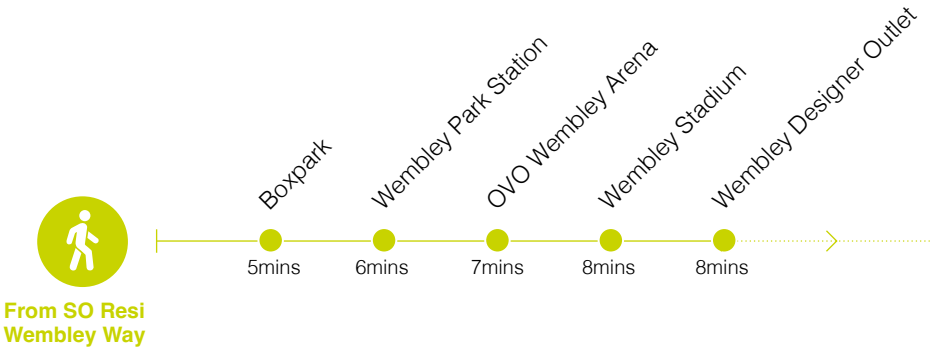 Boxpark
Wembley Park Station
OVO Wembley Arena
Wembley Stadium
Wembley Designer Outlet
5mins
6mins
7mins
8mins
8mins
From SO Resi
Wembley Way